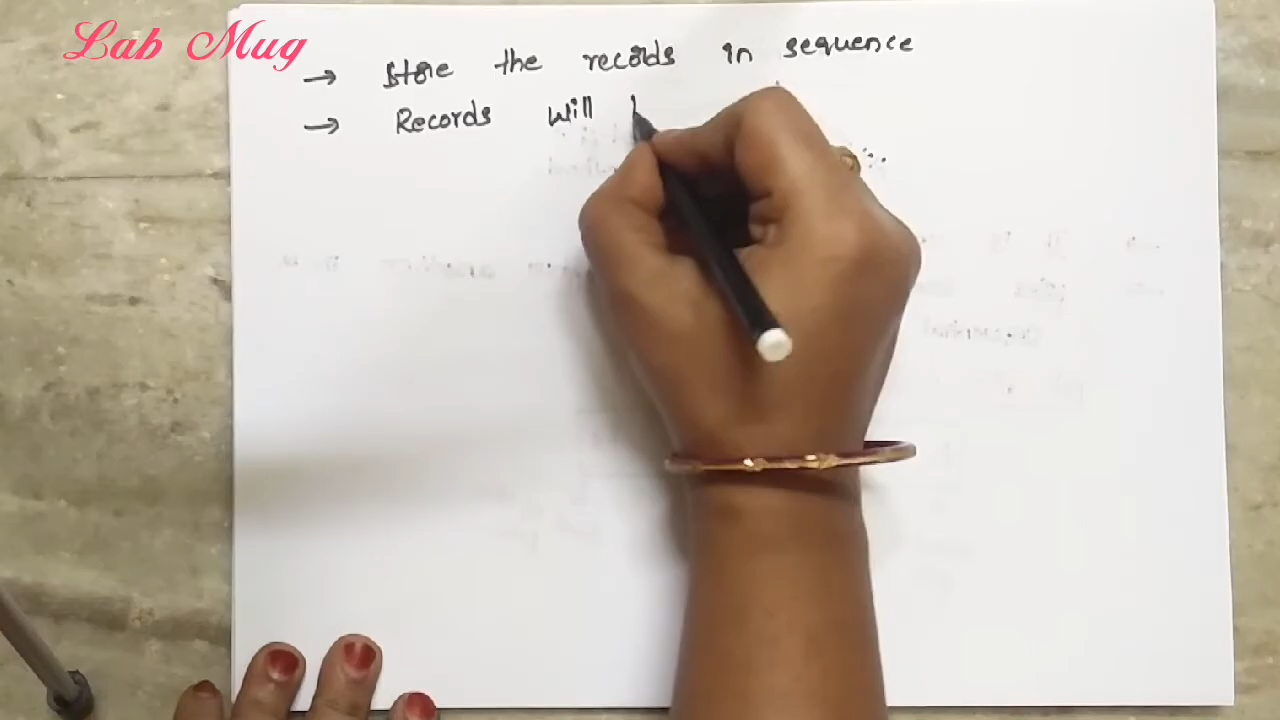 Lab Mug
→ store the records in sequence
→ Records will